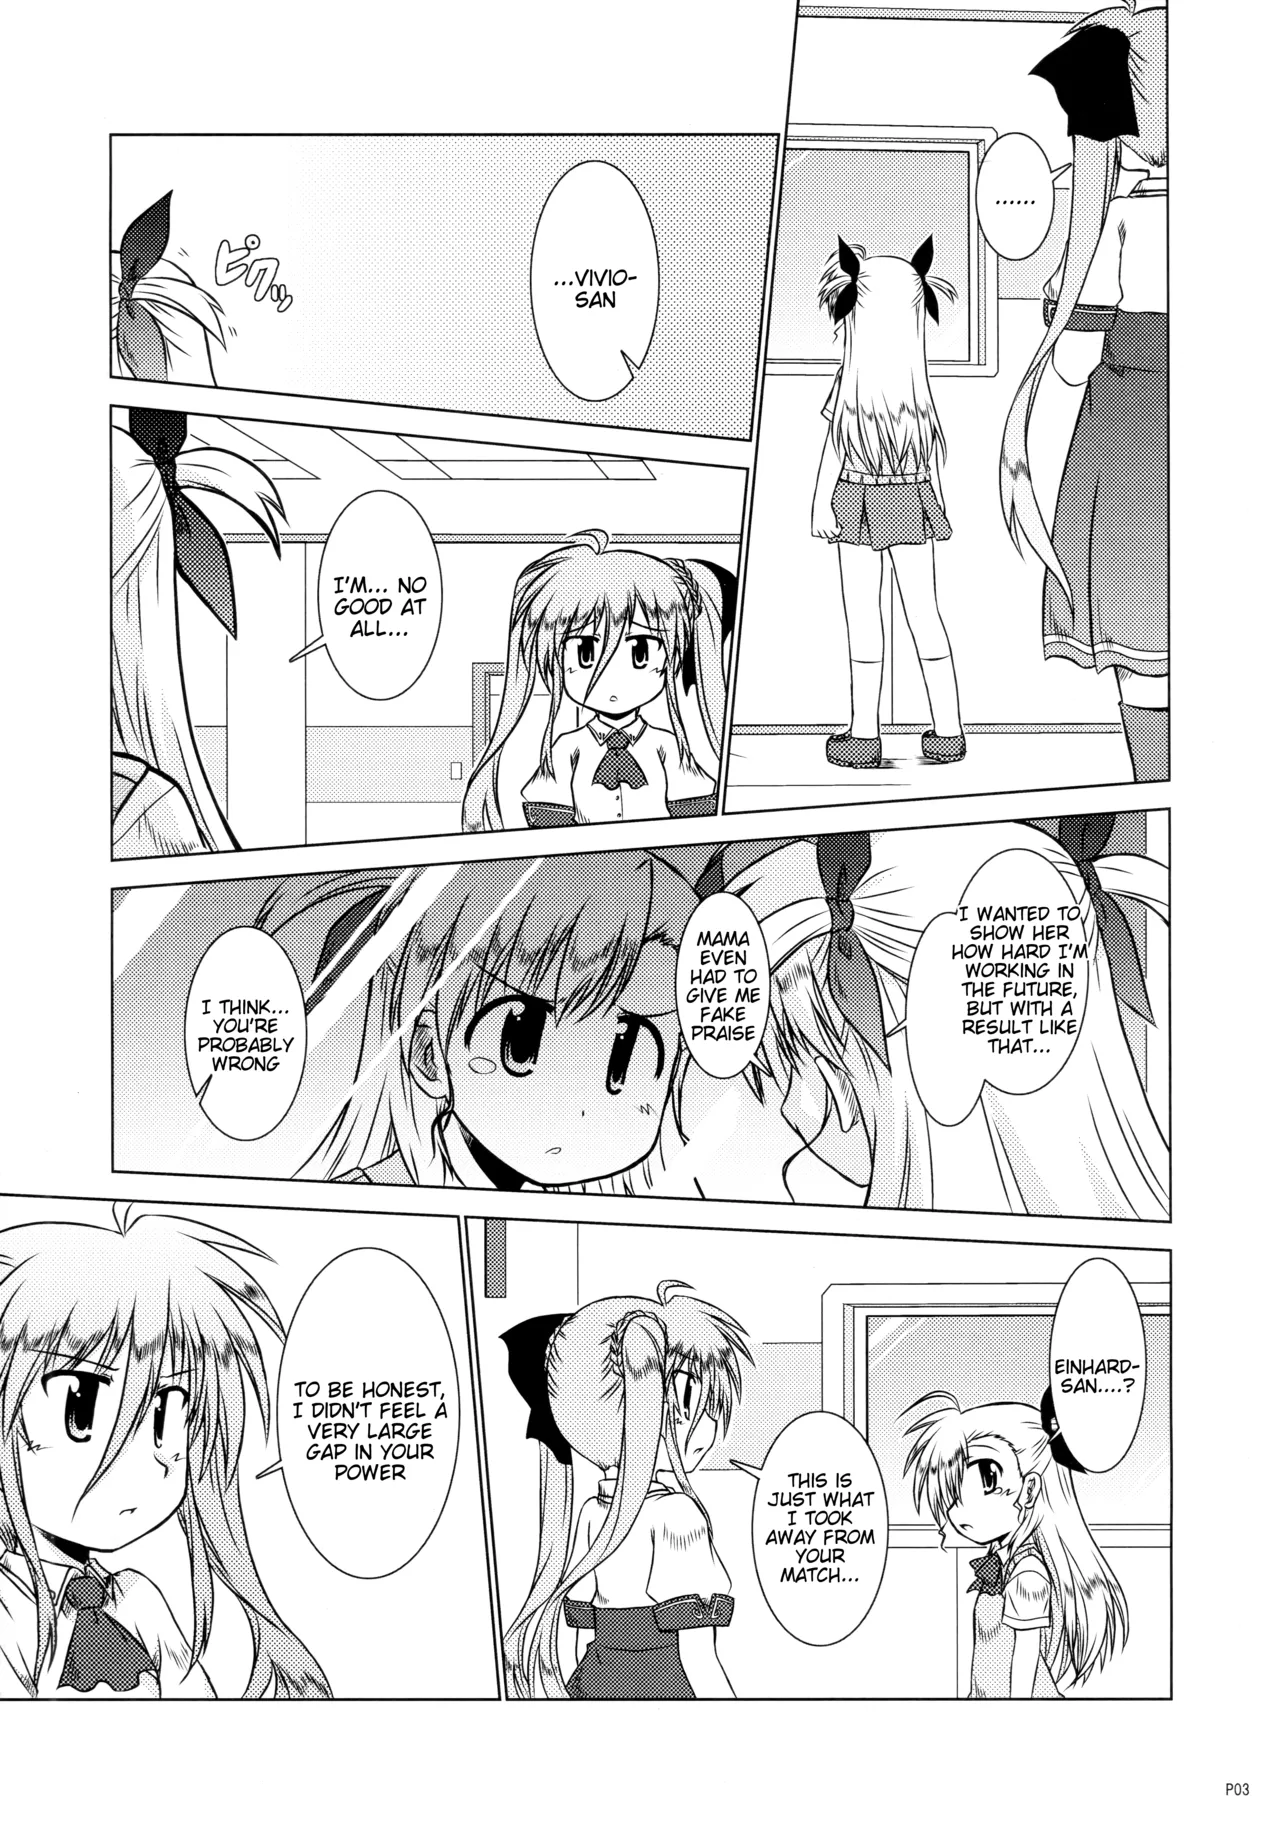 ......
...VIVIO-
SAN
ピクッ
I'M... NO
GOOD AT
ALL...
I WANTED TO
SHOW HER
HOW HARD I'M
WORKING IN
THE FUTURE,
BUT WITH A
RESULT LIKE
THAT...
MAMA
EVEN
HAD TO
GIVE ME
FAKE
PRAISE
I THINK...
YOU'RE
PROBABLY
WRONG
EINHARD-
SAN....?
THIS IS
JUST WHAT
I TOOK
AWAY FROM
YOUR
MATCH...
TO BE HONEST,
I DIDN'T FEEL A
VERY LARGE
GAP IN YOUR
POWER
P03